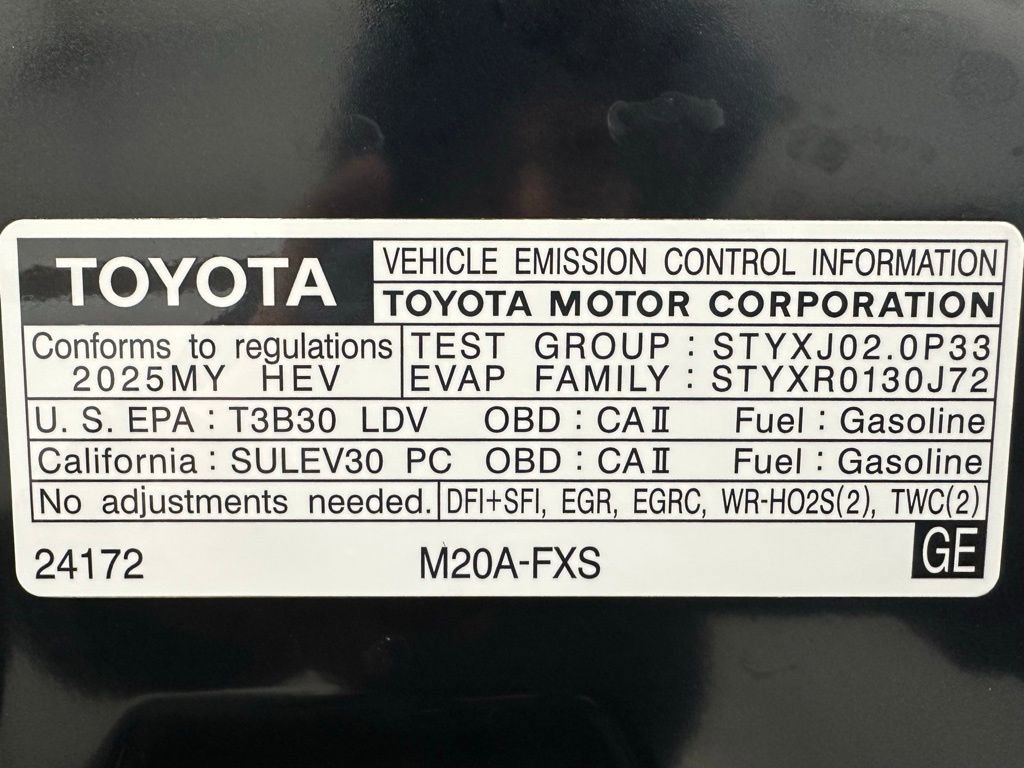 TOYOTA
VEHICLE EMISSION CONTROL INFORMATION
TOYOTA MOTOR CORPORATION
Conforms to regulations
2025MY HEV
TEST GROUP : STYXJ02.0P33
EVAP FAMILY : STYXR0130J72
U. S. EPA : T3B30 LDV OBD : CAⅡ Fuel : Gasoline
California : SULEV30 PC OBD : CAⅡ Fuel : Gasoline
No adjustments needed. DFI+SFI, EGR, EGRC, WR-HO2S(2), TWC(2)
24172 M20A-FXS GE